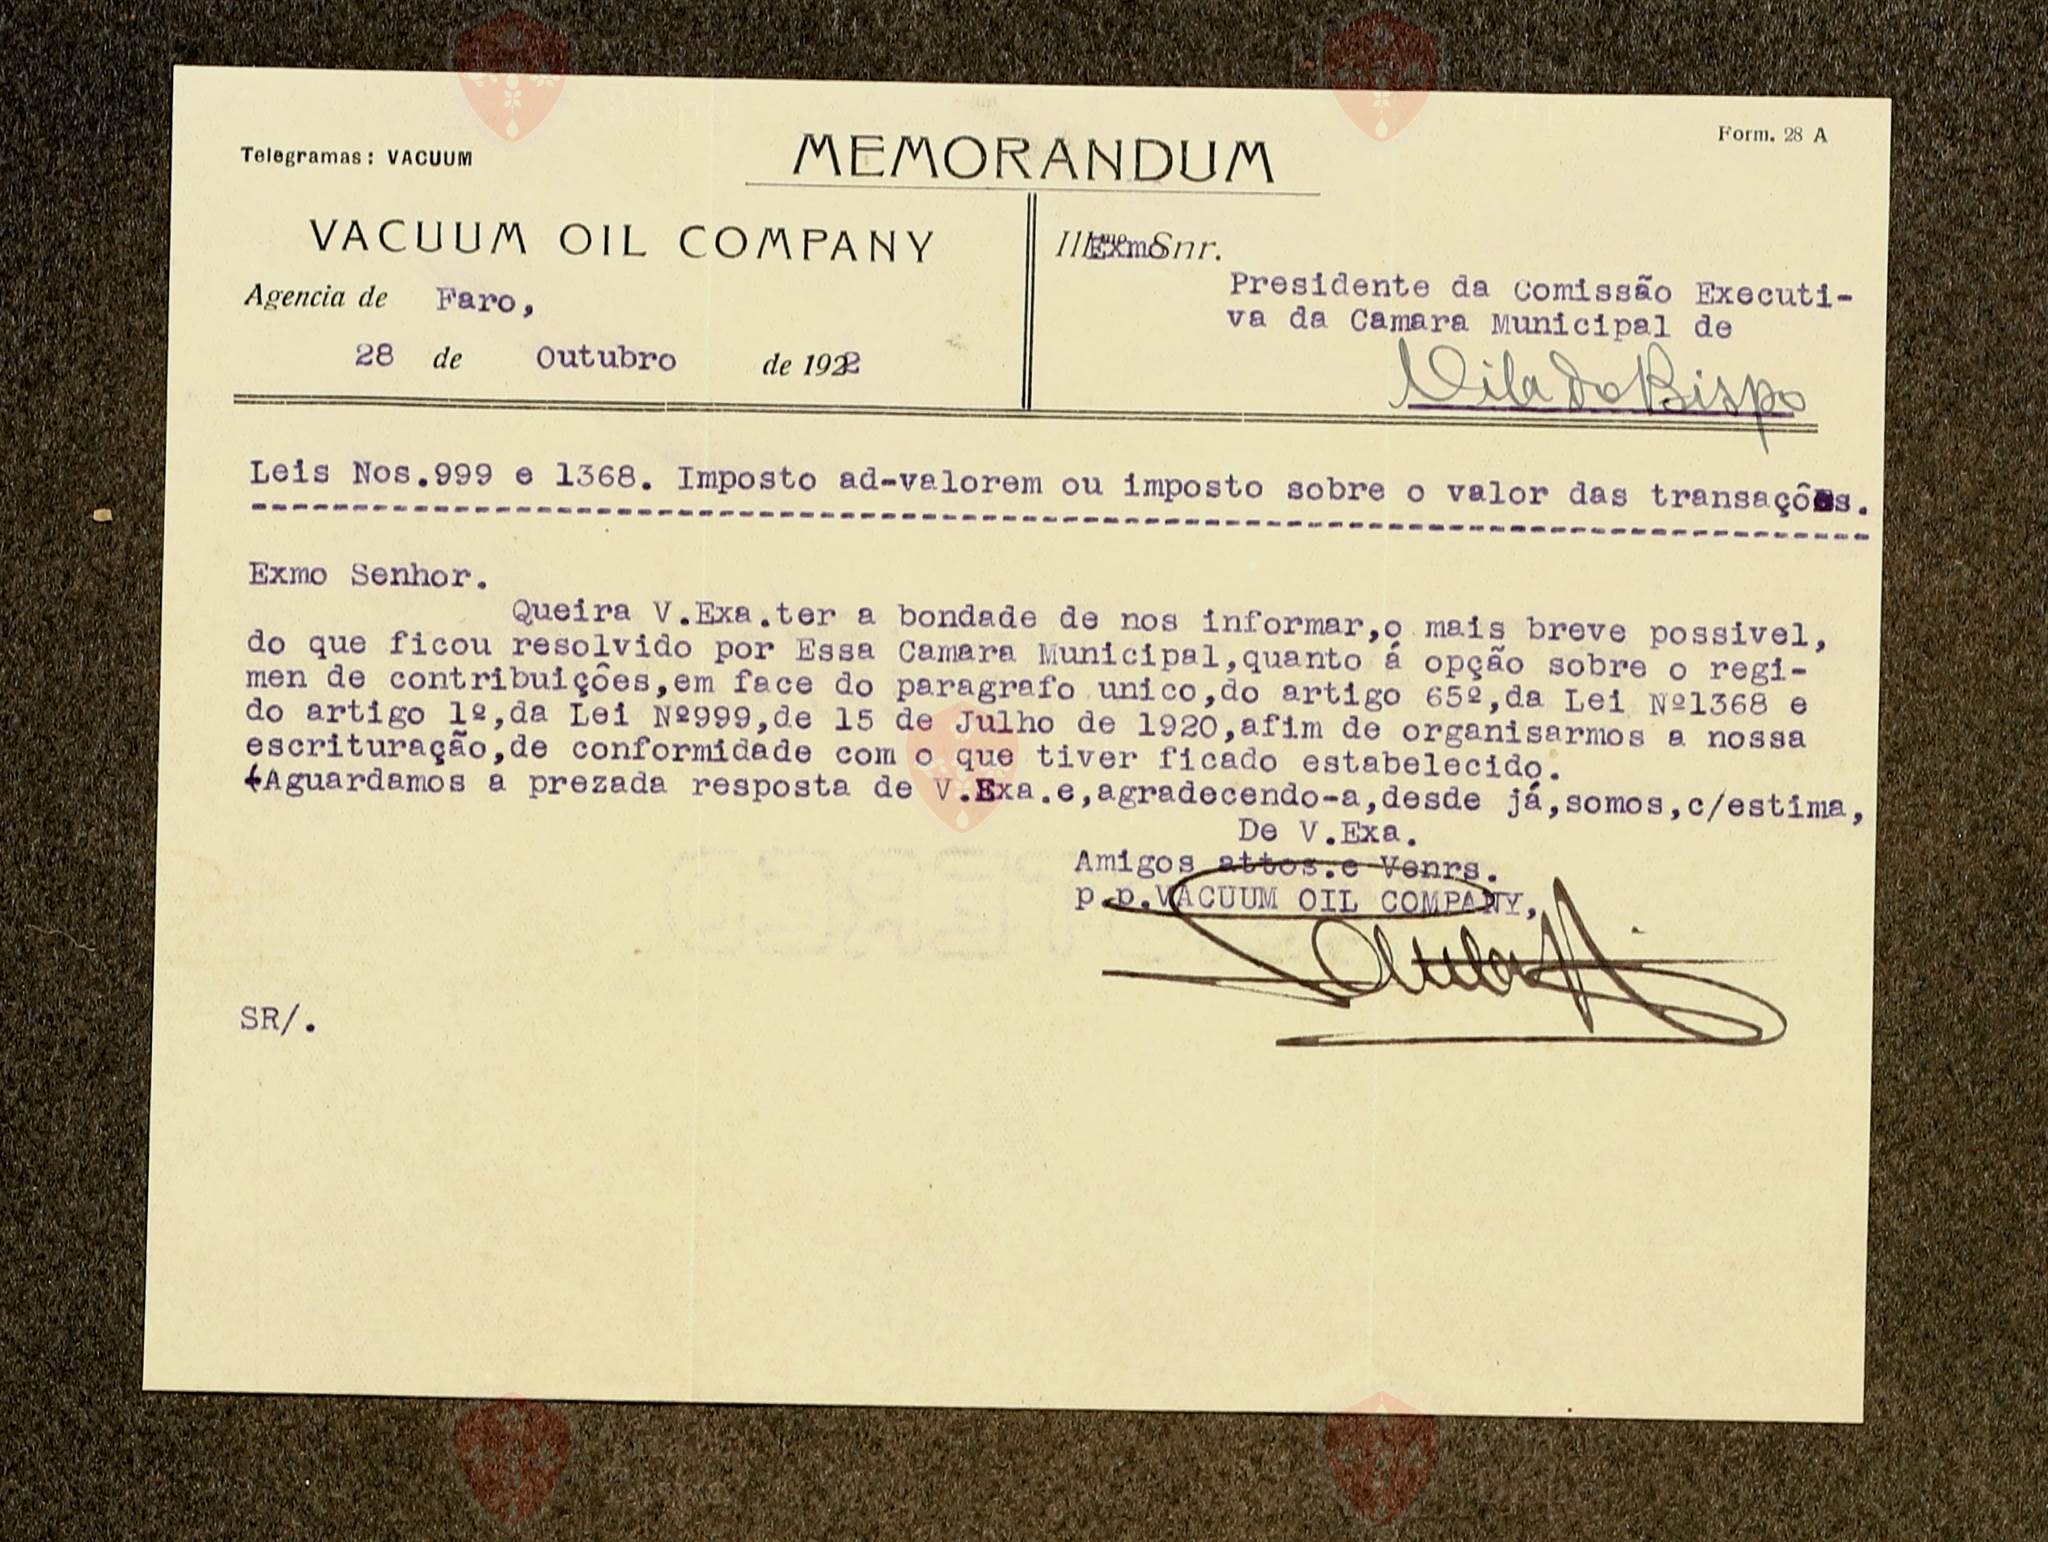 Form. 28 A
Telegramas: VACUUM
MEMORANDUM
VACUUM OIL COMPANY
Agencia de Faro,
28 de Outubro de 1922
Exmo Snr.
Presidente da Comissão Executi-
va da Camara Municipal de
Vila do Bispo
Leis Nos.999 e 1368. Imposto ad-valorem ou imposto sobre o valor das transaçôes.
Exmo Senhor.
Queira V.Exa.ter a bondade de nos informar,o mais breve possivel,
do que ficou resolvido por Essa Camara Municipal,quanto á opção sobre o regi-
men de contribuiçôes,em face do paragrafo unico,do artigo 65º,da Lei Nº1368 e
do artigo 1º,da Lei Nº999,de 15 de Julho de 1920,afim de organisarmos a nossa
escrituração,de conformidade com o que tiver ficado estabelecido.
Aguardamos a prezada resposta de V.Exa.e,agradecendo-a,desde já,somos,c/estima,
De V.Exa.
Amigos attos.e Venrs.
p.p.VACUUM OIL COMPANY,
SR/.